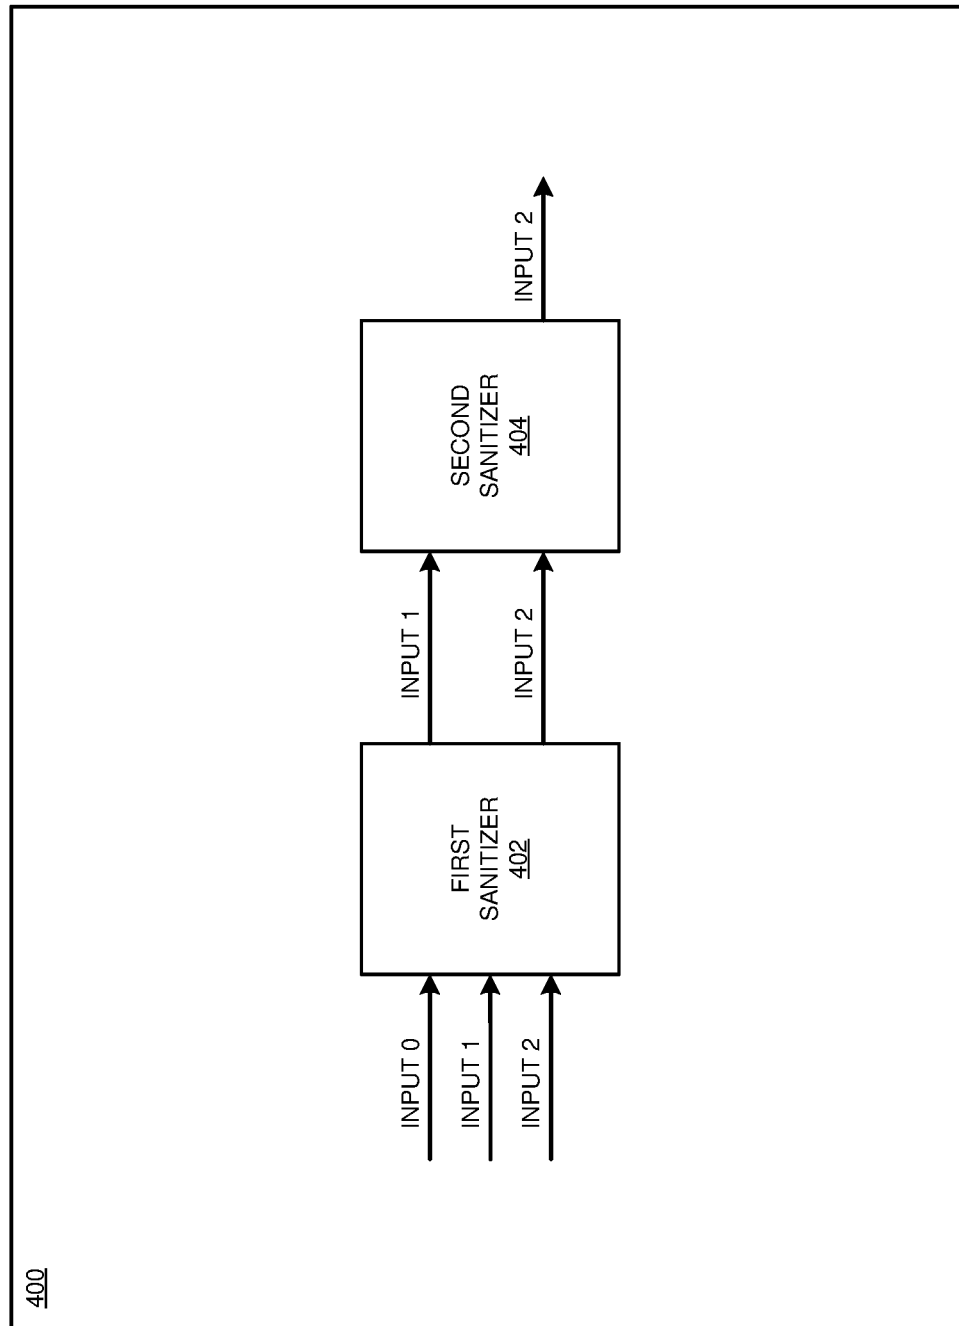 400
INPUT 0
INPUT 1
INPUT 2
FIRST
SANITIZER
402
INPUT 1
INPUT 2
SECOND
SANITIZER
404
INPUT 2